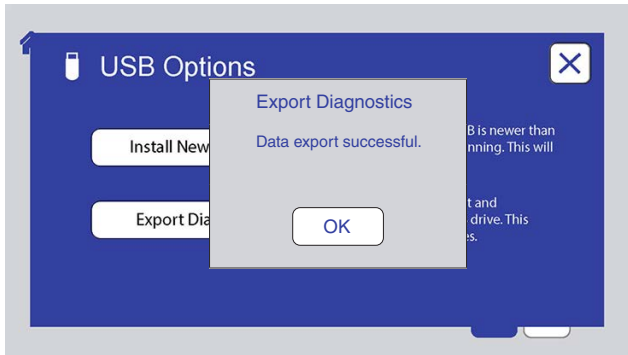 USB Options
Export Diagnostics
Data export successful.
OK
Install New
B is newer than
nning. This will
Export Dia
t and
drive. This
es.